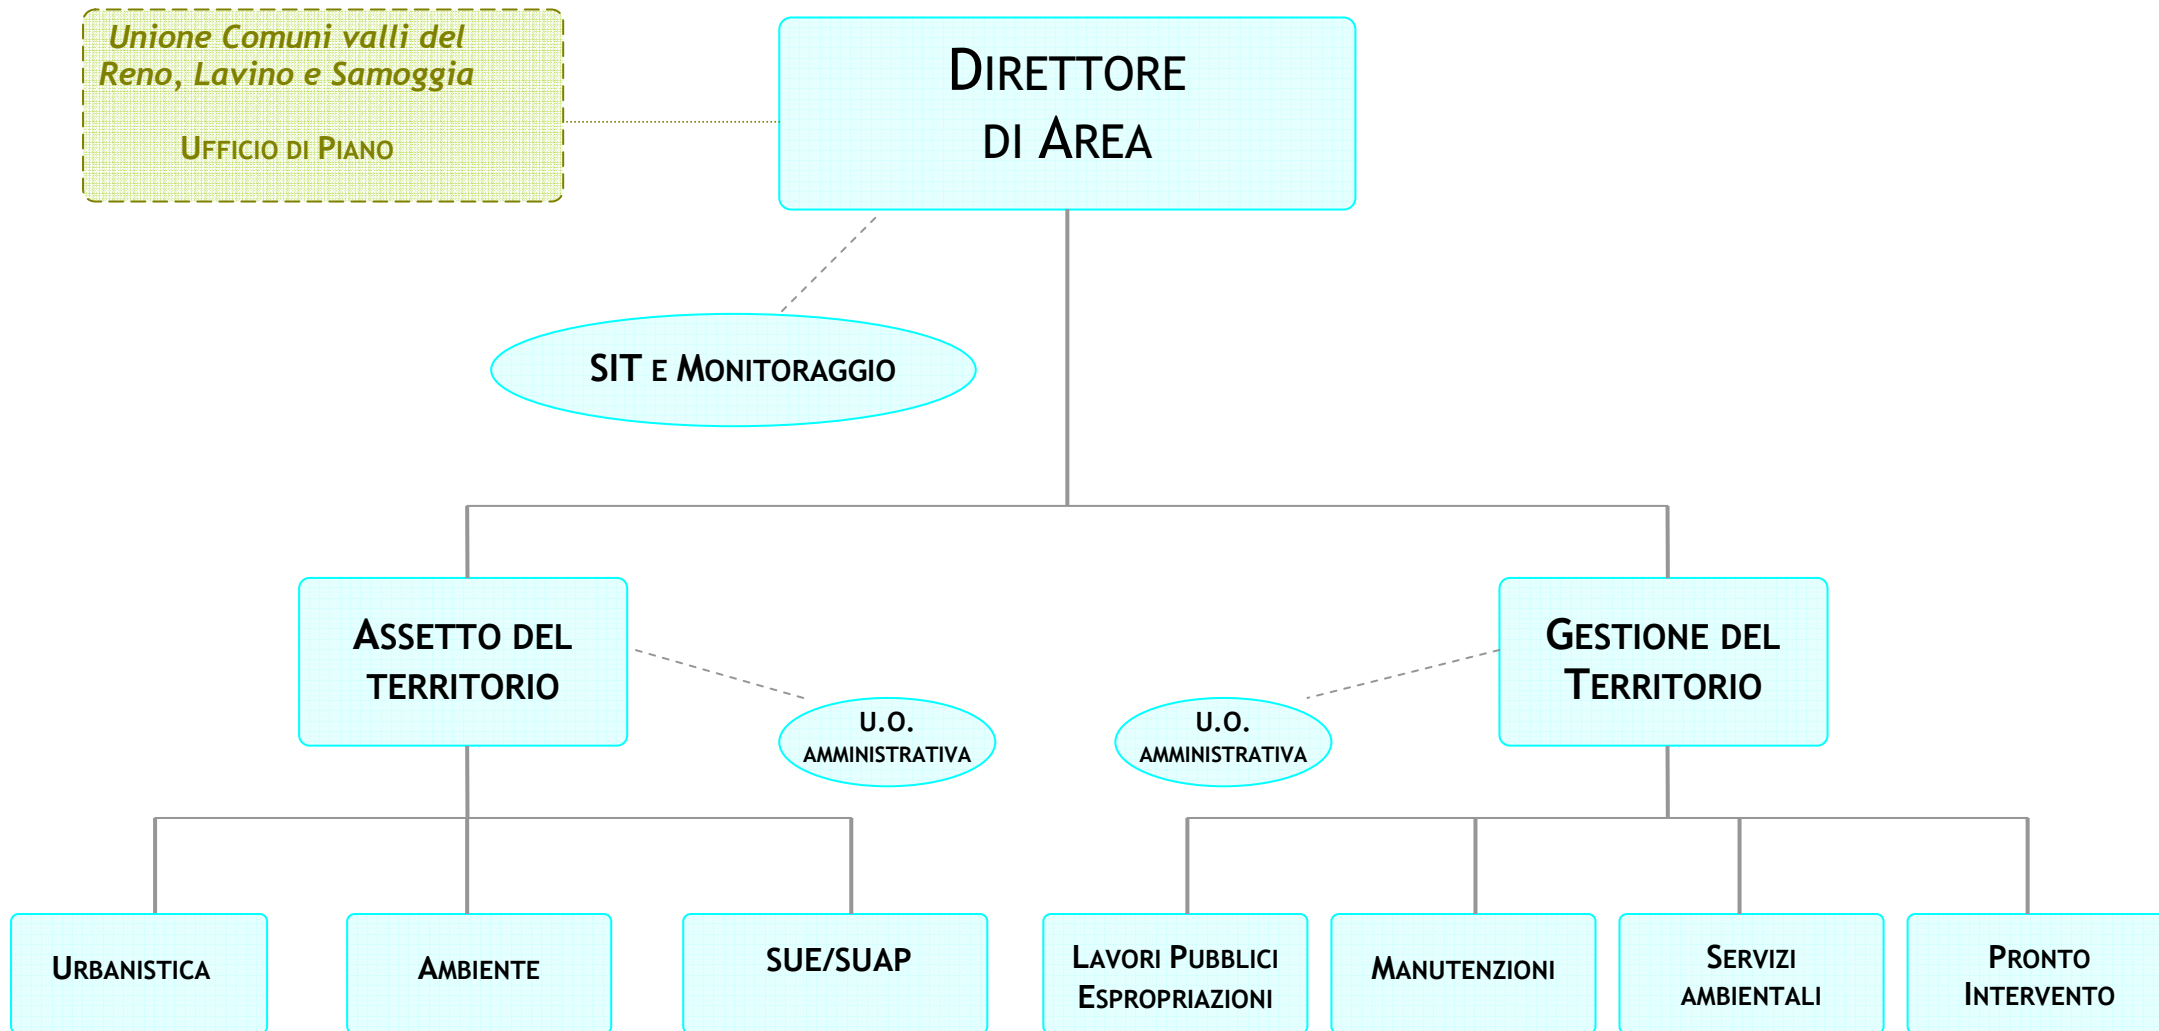 Unione Comuni valli del
Reno, Lavino e Samoggia
UFFICIO DI PIANO
DIRETTORE
DI AREA
SIT E MONITORAGGIO
ASSETTO DEL
TERRITORIO
U.O.
AMMINISTRATIVA
U.O.
AMMINISTRATIVA
GESTIONE DEL
TERRITORIO
URBANISTICA
AMBIENTE
SUE/SUAP
LAVORI PUBBLICI
ESPROPRIAZIONI
MANUTENZIONI
SERVIZI
AMBIENTALI
PRONTO
INTERVENTO